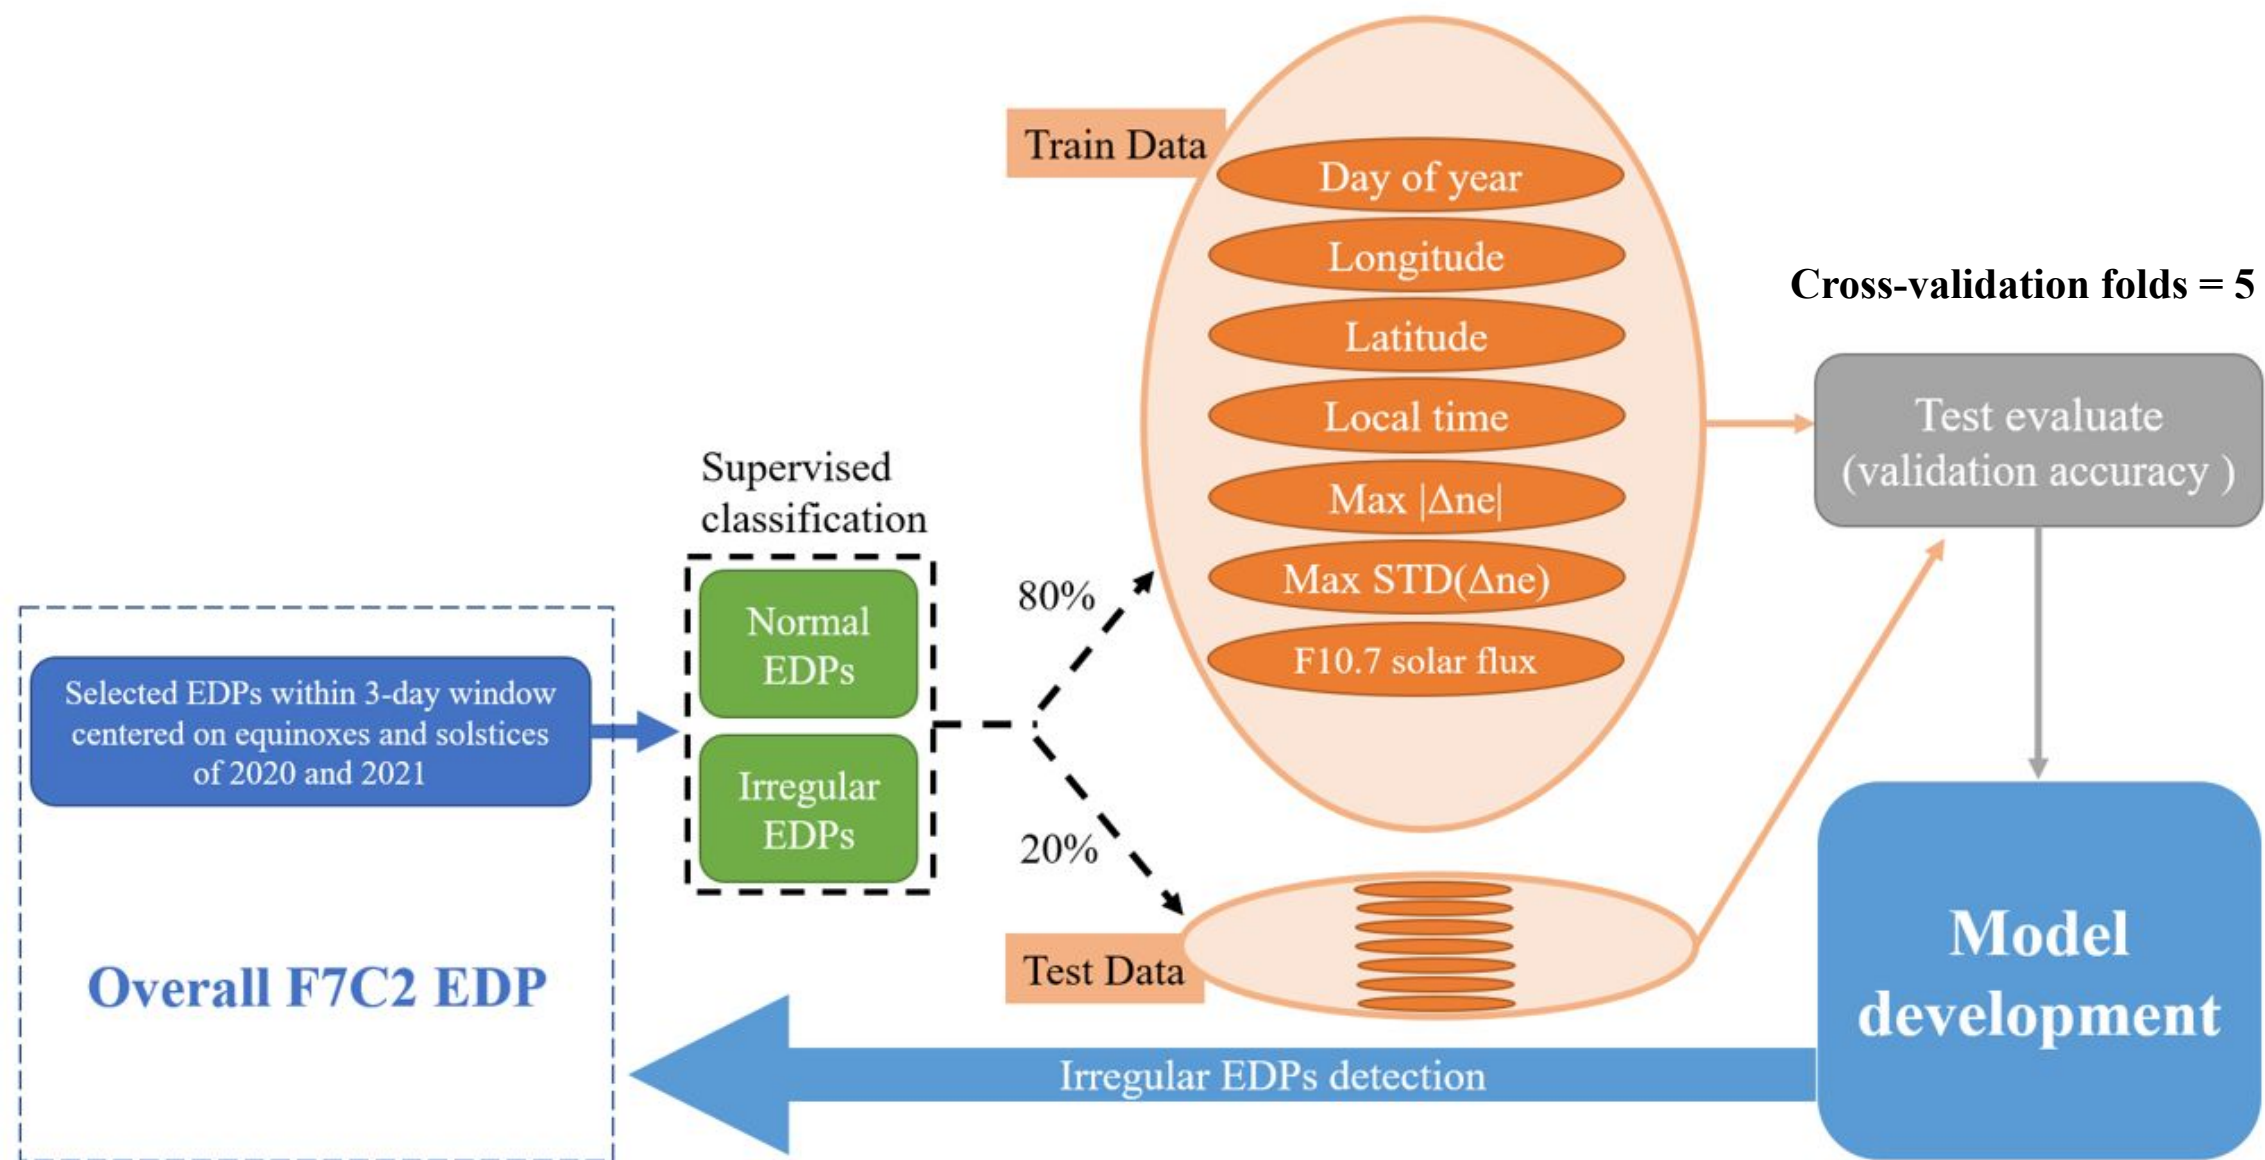 Selected EDPs within 3-day window
centered on equinoxes and solstices
of 2020 and 2021
Overall F7C2 EDP
Supervised
classification
Normal
EDPs
Irregular
EDPs
80%
20%
Train Data
Day of year
Longitude
Latitude
Local time
Max |Δne|
Max STD(Δne)
F10.7 solar flux
Test Data
Cross-validation folds = 5
Test evaluate
(validation accuracy )
Model
development
Irregular EDPs detection